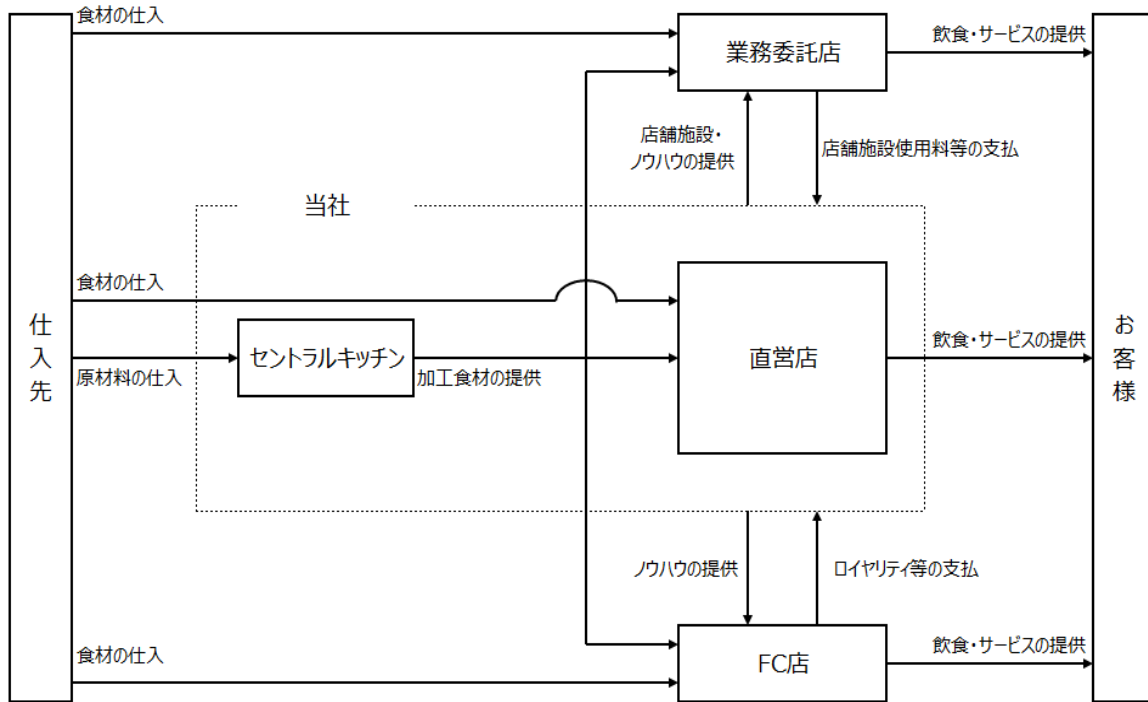 食材の仕入
業務委託店
飲食・サービスの提供
店舗施設・
ノウハウの提供
店舗施設使用料等の支払
当社
食材の仕入
仕入先
セントラルキッチン
直営店
飲食・サービスの提供
お客様
原材料の仕入
加工食材の提供
ノウハウの提供
ロイヤリティ等の支払
食材の仕入
FC店
飲食・サービスの提供